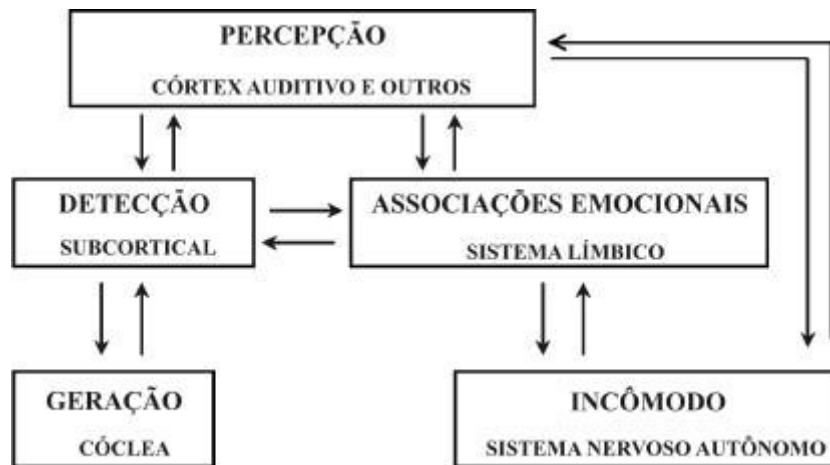 PERCEPÇÃO
CÓRTEX AUDITIVO E OUTROS
DETECÇÃO
SUBCORTICAL
ASSOCIAÇÕES EMOCIONAIS
SISTEMA LÍMBICO
GERAÇÃO
CÓCLEA
INCÔMODO
SISTEMA NERVOSO AUTÔNOMO